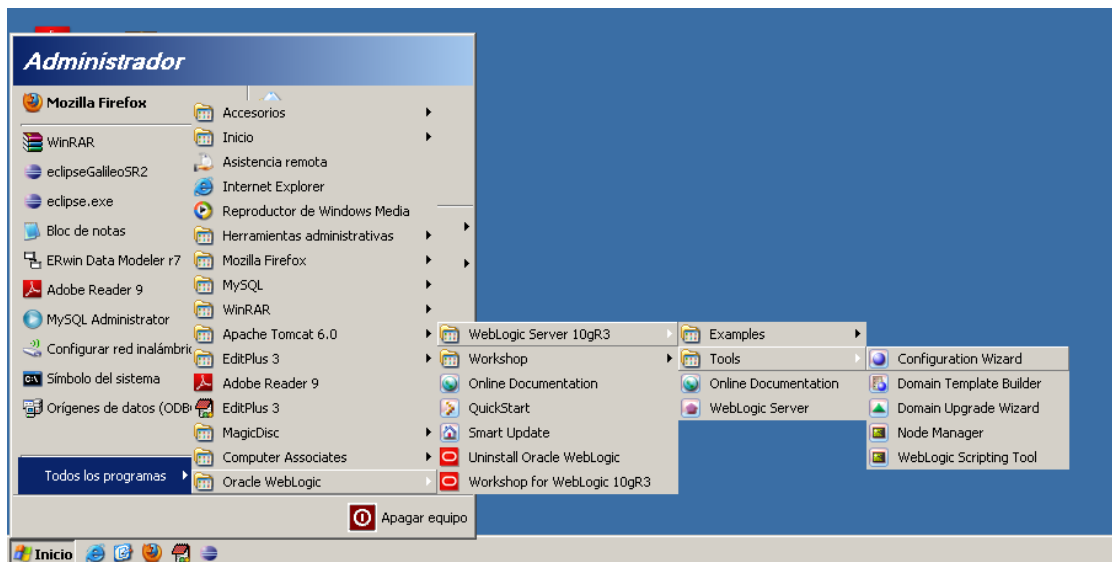 Administrador
Mozilla Firefox
WinRAR
eclipseGalileoSR2
eclipse.exe
Bloc de notas
ERwin Data Modeler r7
Adobe Reader 9
MySQL Administrator
Configurar red inalámbric
Símbolo del sistema
Orígenes de datos (ODB
Todos los programas
Accesorios
Inicio
Asistencia remota
Internet Explorer
Reproductor de Windows Media
Herramientas administrativas
Mozilla Firefox
MySQL
WinRAR
Apache Tomcat 6.0
EditPlus 3
Adobe Reader 9
EditPlus 3
MagicDisc
Computer Associates
Oracle WebLogic
WebLogic Server 10gR3
Workshop
Online Documentation
QuickStart
Smart Update
Uninstall Oracle WebLogic
Workshop for WebLogic 10gR3
Examples
Tools
Online Documentation
WebLogic Server
Configuration Wizard
Domain Template Builder
Domain Upgrade Wizard
Node Manager
WebLogic Scripting Tool
Apagar equipo
Inicio